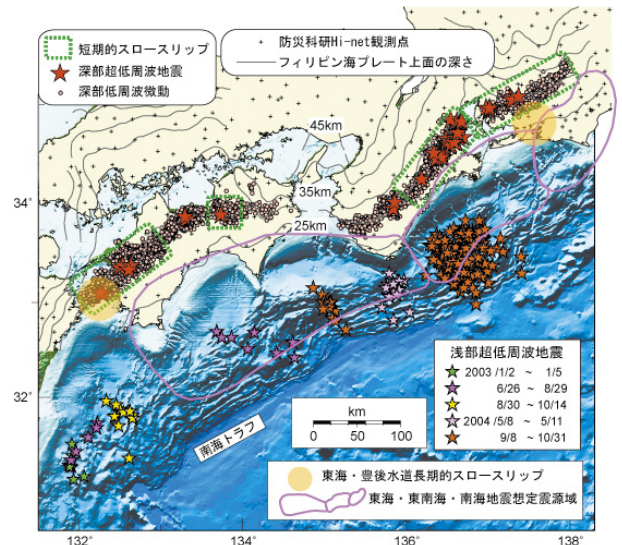 短期的スロースリップ
深部超低周波地震
深部低周波微動
防災科研Hi-net観測点
フィリピン海プレート上面の深さ
45km
35km
25km
34°
32°
南海トラフ
km
0 50 100
浅部超低周波地震
2003 /1/2 ~ 1/5
6/26 ~ 8/29
8/30 ~ 10/14
2004 /5/8 ~ 5/11
9/8 ~ 10/31
東海・豊後水道長期的スロースリップ
東海・東南海・南海地震想定震源域
132° 134° 136° 138°